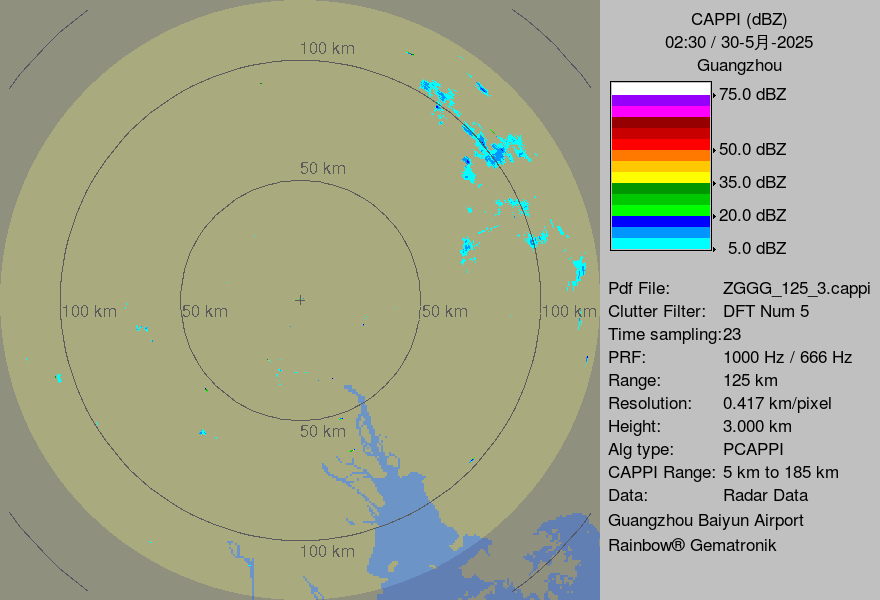 100 km
50 km
100 km
50 km
50 km
100 km
50 km
100 km
CAPPI (dBZ)
02:30 / 30-5月-2025
Guangzhou
75.0 dBZ
50.0 dBZ
35.0 dBZ
20.0 dBZ
5.0 dBZ
Pdf File: ZGGG_125_3.cappi
Clutter Filter: DFT Num 5
Time sampling:23
PRF: 1000 Hz / 666 Hz
Range: 125 km
Resolution: 0.417 km/pixel
Height: 3.000 km
Alg type: PCAPPI
CAPPI Range: 5 km to 185 km
Data: Radar Data
Guangzhou Baiyun Airport
Rainbow® Gematronik